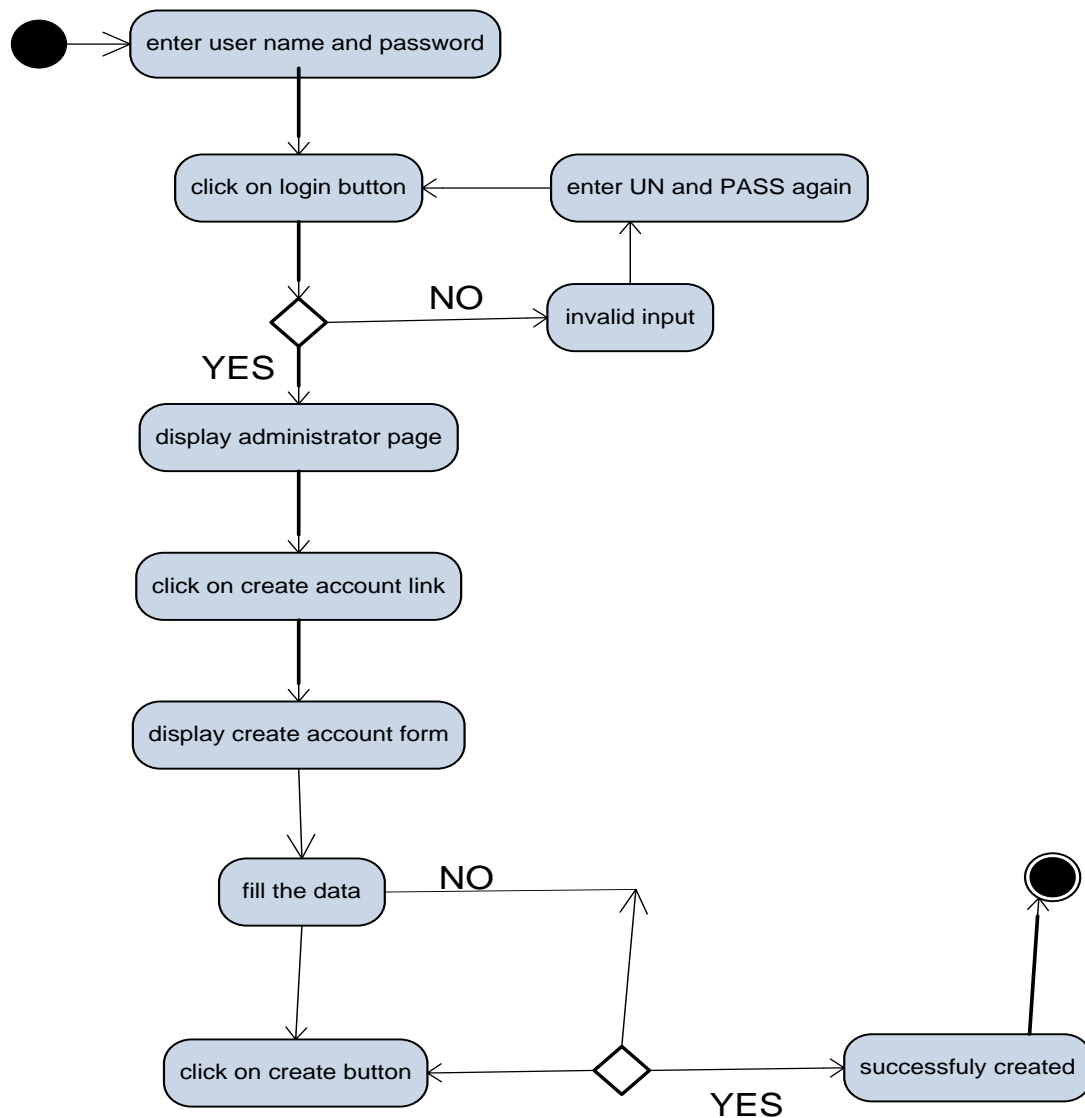 enter user name and password
click on login button
enter UN and PASS again
NO
invalid input
YES
display administrator page
click on create account link
display create account form
fill the data
NO
click on create button
YES
successfuly created